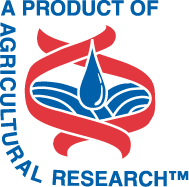 A PRODUCT OF
AGRICULTURAL RESEARCH™